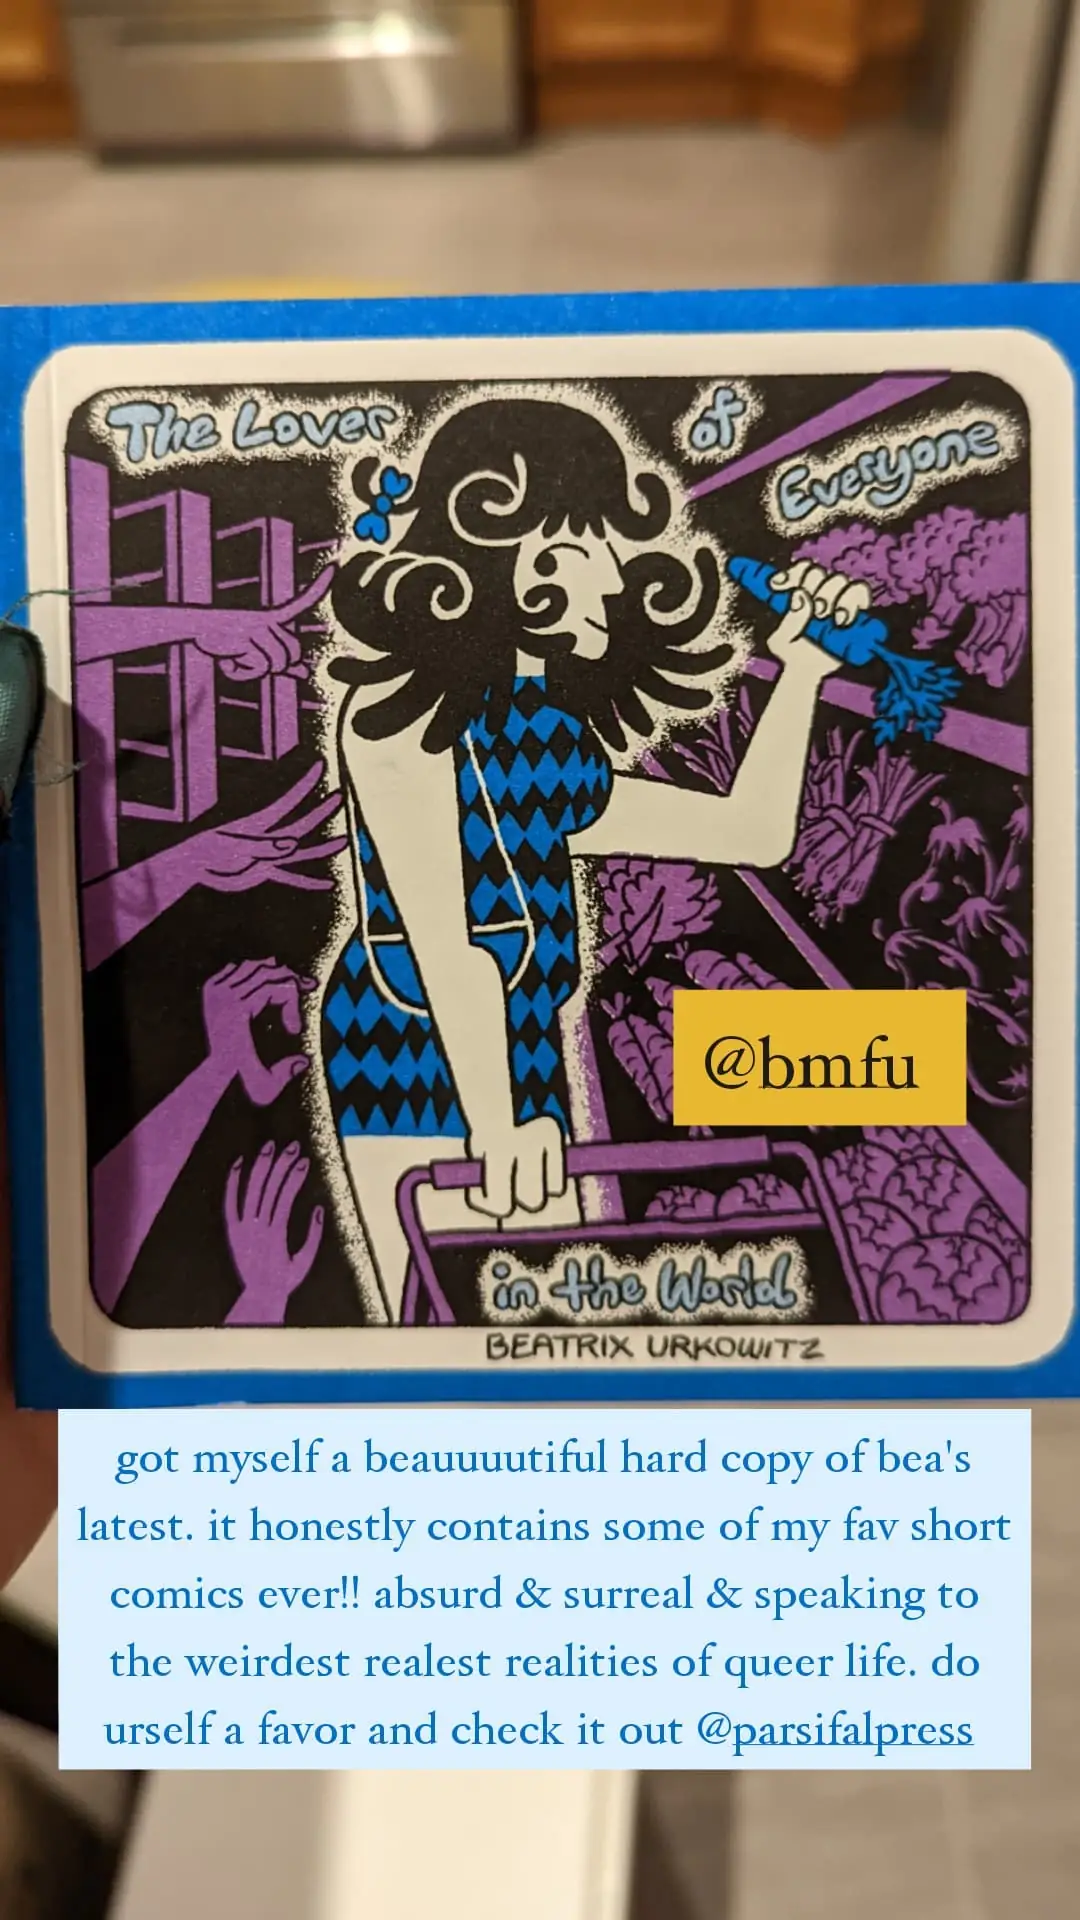 The Lover of
Everyone
@bmfu
in the World
BEATRIX URKOWITZ
got myself a beauuuutiful hard copy of bea's
latest. it honestly contains some of my fav short
comics ever!! absurd & surreal & speaking to
the weirdest realest realities of queer life. do
urself a favor and check it out @parsifalpress